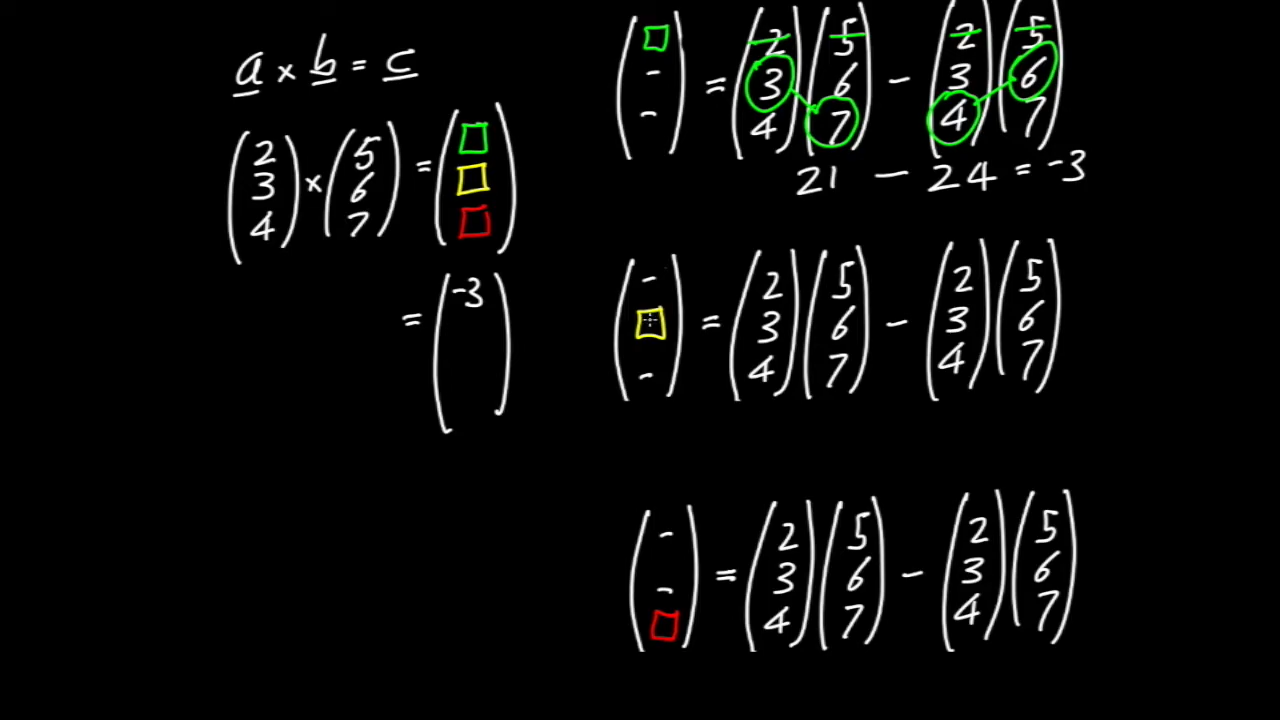 a × b = c
(2 3 4) × (5 6 7) = (□ □ □)
= (-3      )
(□ - -) = (2 3 4)(5 6 7) - (2 3 4)(5 6 7)
21 - 24 = -3
(- □ -) = (2 3 4)(5 6 7) - (2 3 4)(5 6 7)
(- - □) = (2 3 4)(5 6 7) - (2 3 4)(5 6 7)